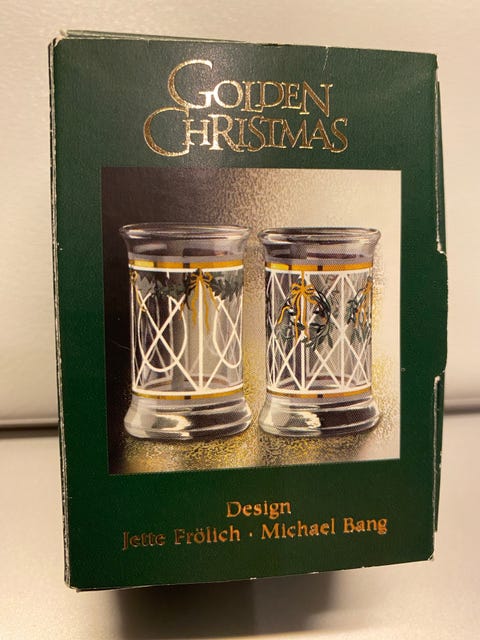 GOLDEN
CHRISTMAS
Design
Jette Frölich · Michael Bang